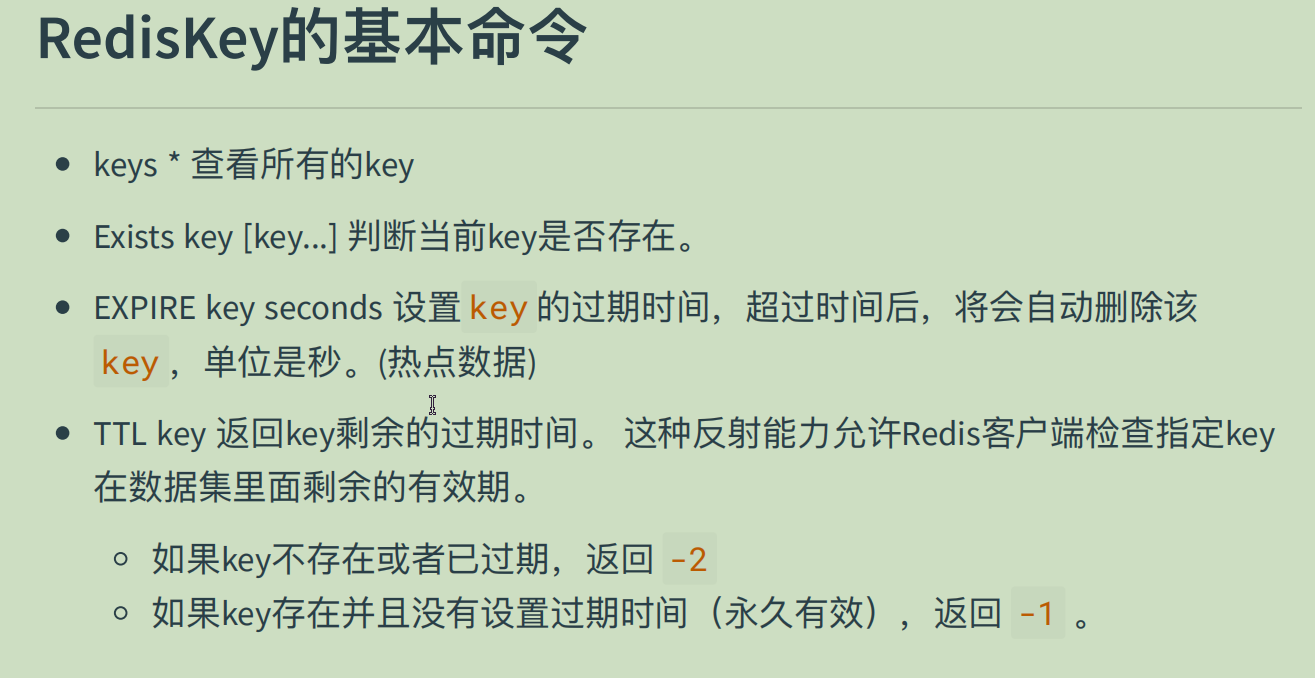 RedisKey的基本命令
keys * 查看所有的key
Exists key [key...] 判断当前key是否存在。
EXPIRE key seconds 设置 key 的过期时间，超过时间后，将会自动删除该
key ，单位是秒。(热点数据)
TTL key 返回key剩余的过期时间。 这种反射能力允许Redis客户端检查指定key
在数据集里面剩余的有效期。
如果key不存在或者已过期，返回 -2
如果key存在并且没有设置过期时间（永久有效），返回 -1 。